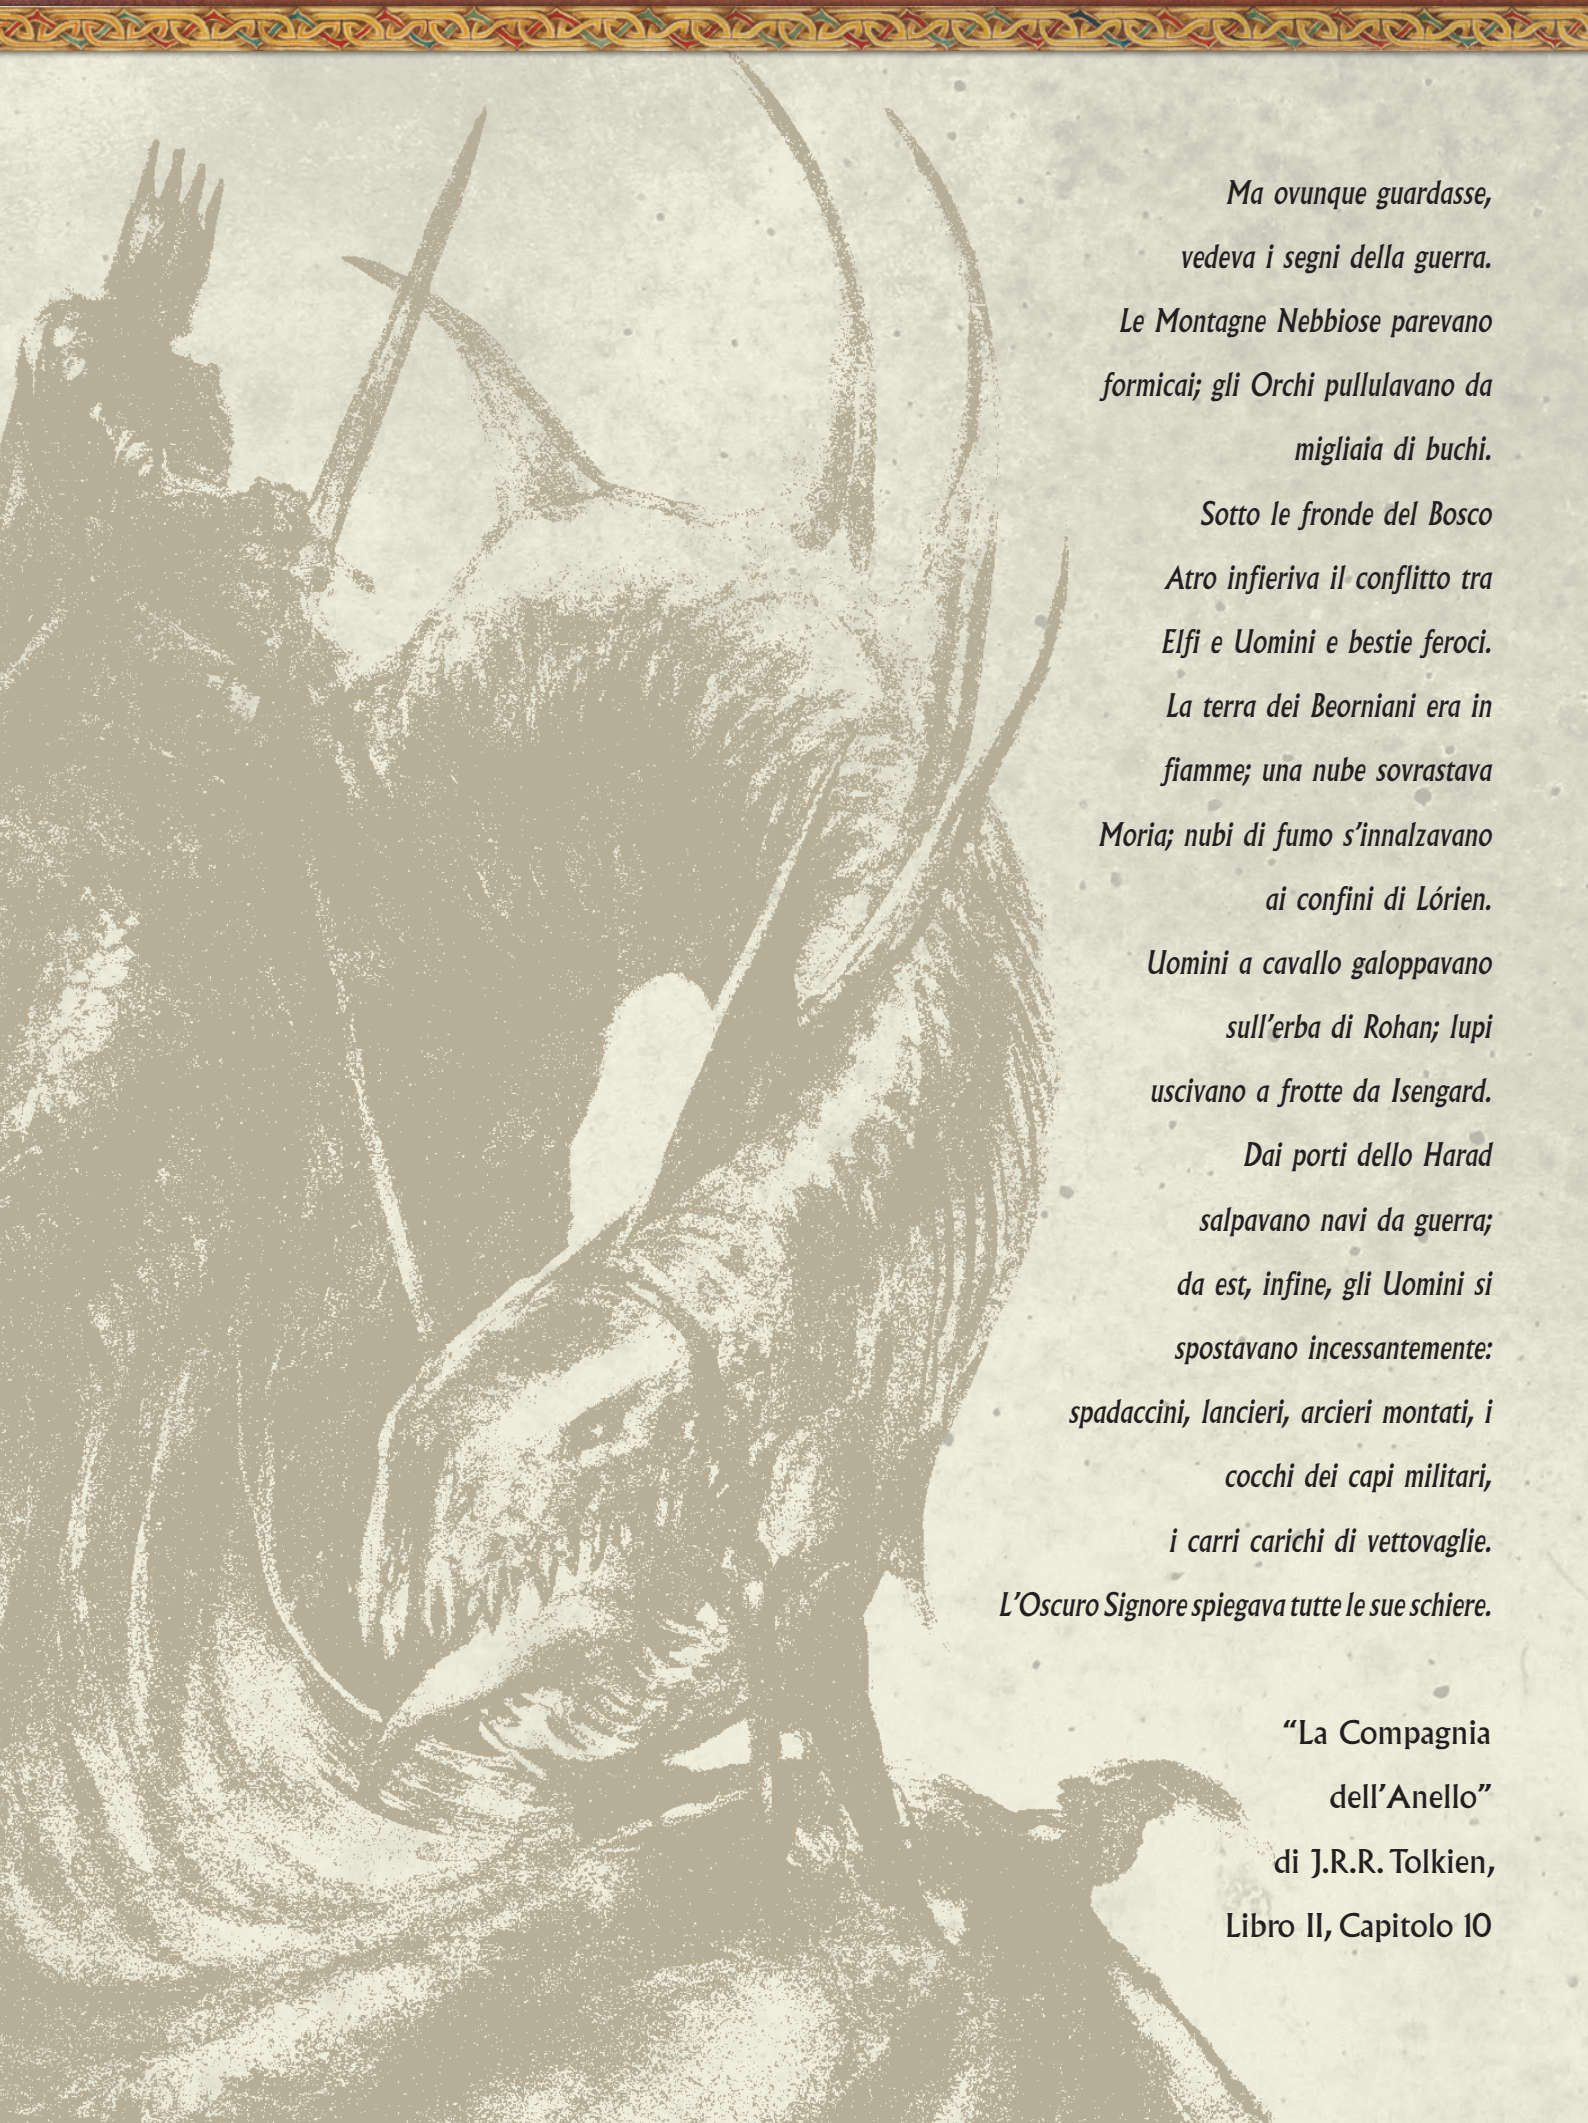 Ma ovunque guardasse,
vedeva i segni della guerra.
Le Montagne Nebbiose parevano
formicai; gli Orchi pullulavano da
migliaia di buchi.
Sotto le fronde del Bosco
Atro infieriva il conflitto tra
Elfi e Uomini e bestie feroci.
La terra dei Beorniani era in
fiamme; una nube sovrastava
Moria; nubi di fumo s’innalzavano
ai confini di Lórien.
Uomini a cavallo galoppavano
sull’erba di Rohan; lupi
uscivano a frotte da Isengard.
Dai porti dello Harad
salpavano navi da guerra;
da est, infine, gli Uomini si
spostavano incessantemente:
spadaccini, lancieri, arcieri montati, i
cocchi dei capi militari,
i carri carichi di vettovaglie.
L’Oscuro Signore spiegava tutte le sue schiere.
“La Compagnia
dell’Anello”
di J.R.R. Tolkien,
Libro II, Capitolo 10